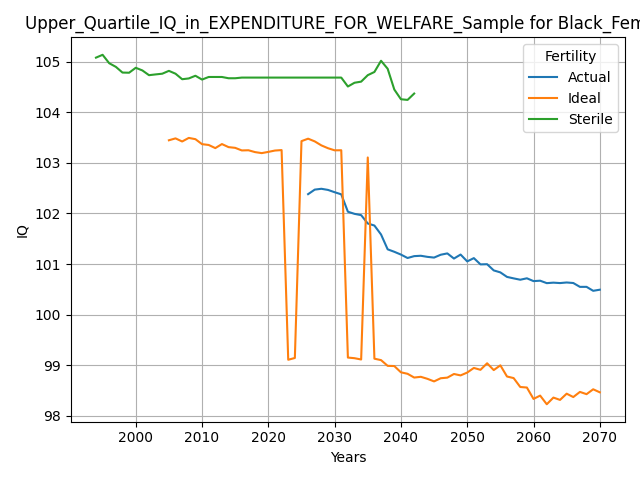 Upper_Quartile_IQ_in_EXPENDITURE_FOR_WELFARE_Sample for Black_Fem
Fertility
Actual
Ideal
Sterile
105
104
103
102
101
100
99
98
IQ
2000 2010 2020 2030 2040 2050 2060 2070
Years